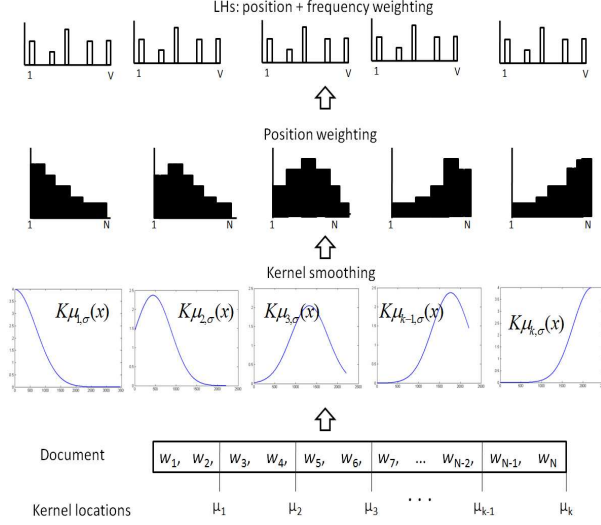 LHs: position + frequency weighting
1 V 1 V 1 V 1 V 1 V
Position weighting
1 N 1 N 1 N 1 N 1 N
Kernel smoothing
Kμ1,σ(x) Kμ2,σ(x) Kμ3,σ(x) Kμk-1,σ(x) Kμk,σ(x)
Document w1, w2, w3, w4, w5, w6, w7, ... wN-2, wN-1, wN
Kernel locations μ1 μ2 μ3 ... μk-1 μk